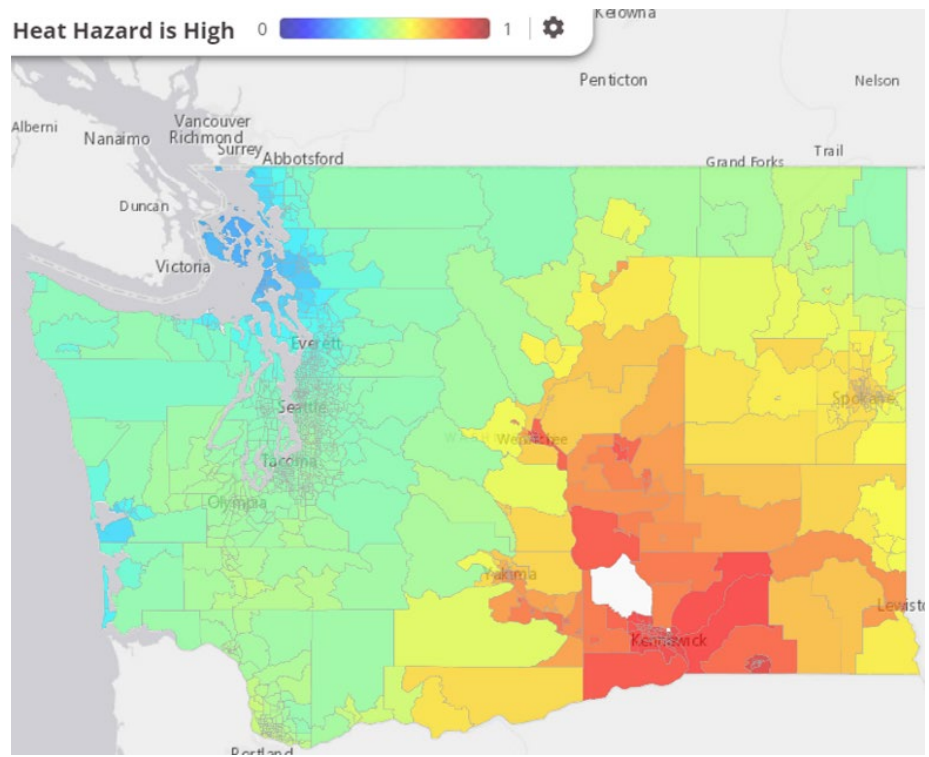 Kelowna
Heat Hazard is High 0 1
Penticton
Nelson
Vancouver
Alberni
Nanaimo
Richmond
Surrey
Abbotsford
Trail
Grand Forks
Duncan
Victoria
Everett
Seattle
Spokane
Wenatchee
Tacoma
Olympia
Yakima
Lewisto
Kennewick
Portland